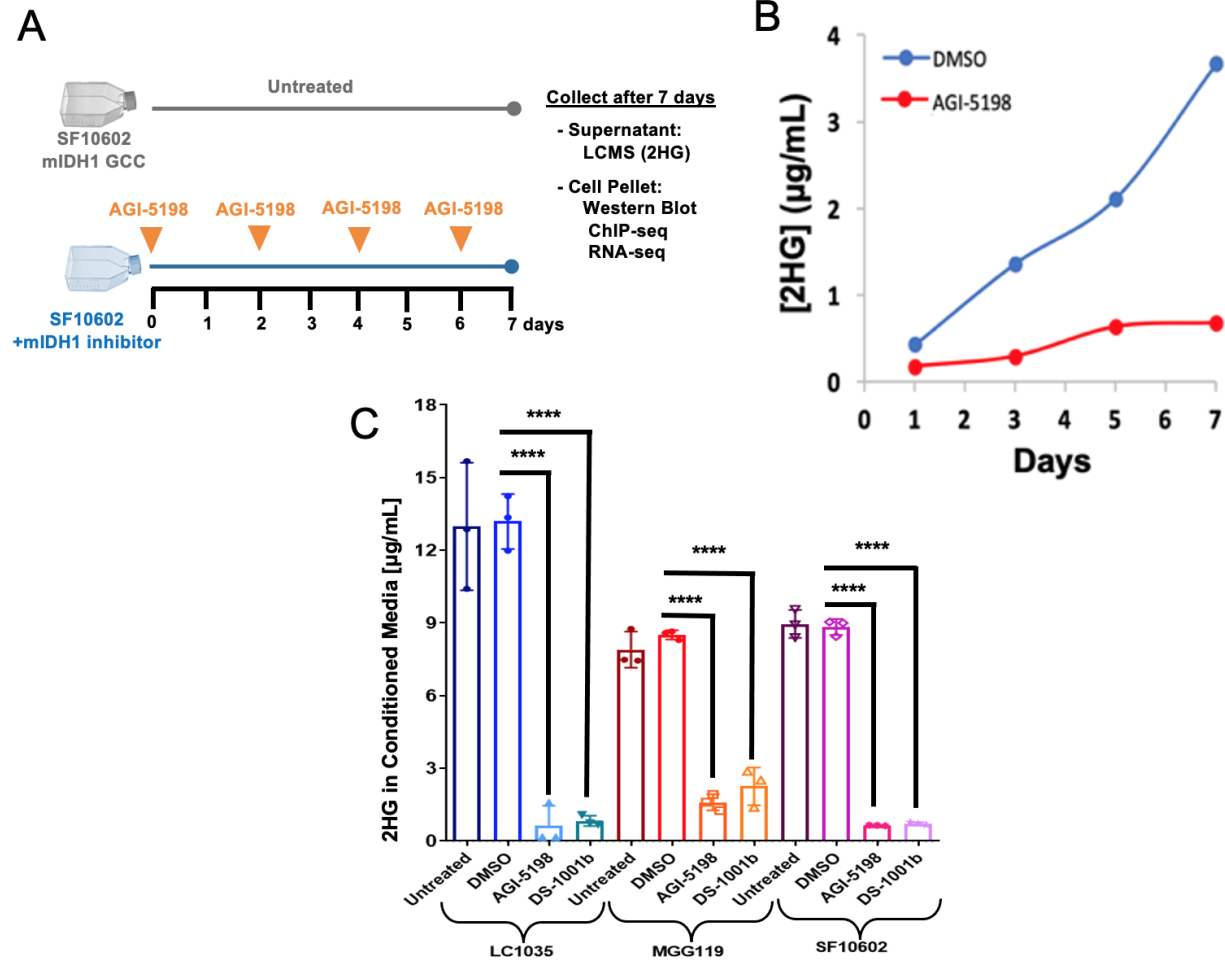 A
Untreated
SF10602
mIDH1 GCC
AGI-5198 AGI-5198 AGI-5198 AGI-5198
SF10602
+mIDH1 inhibitor
0 1 2 3 4 5 6 7 days
Collect after 7 days
- Supernatant:
LCMS (2HG)
- Cell Pellet:
Western Blot
ChIP-seq
RNA-seq
B
[2HG] (µg/mL)
4
3
2
1
0
DMSO
AGI-5198
0 1 2 3 4 5 6 7
Days
C
2HG in Conditioned Media [µg/mL]
18
15
12
9
6
3
0
****
****
****
****
****
****
Untreated DMSO AGI-5198 DS-1001b Untreated DMSO AGI-5198 DS-1001b Untreated DMSO AGI-5198 DS-1001b
LC1035 MGG119 SF10602